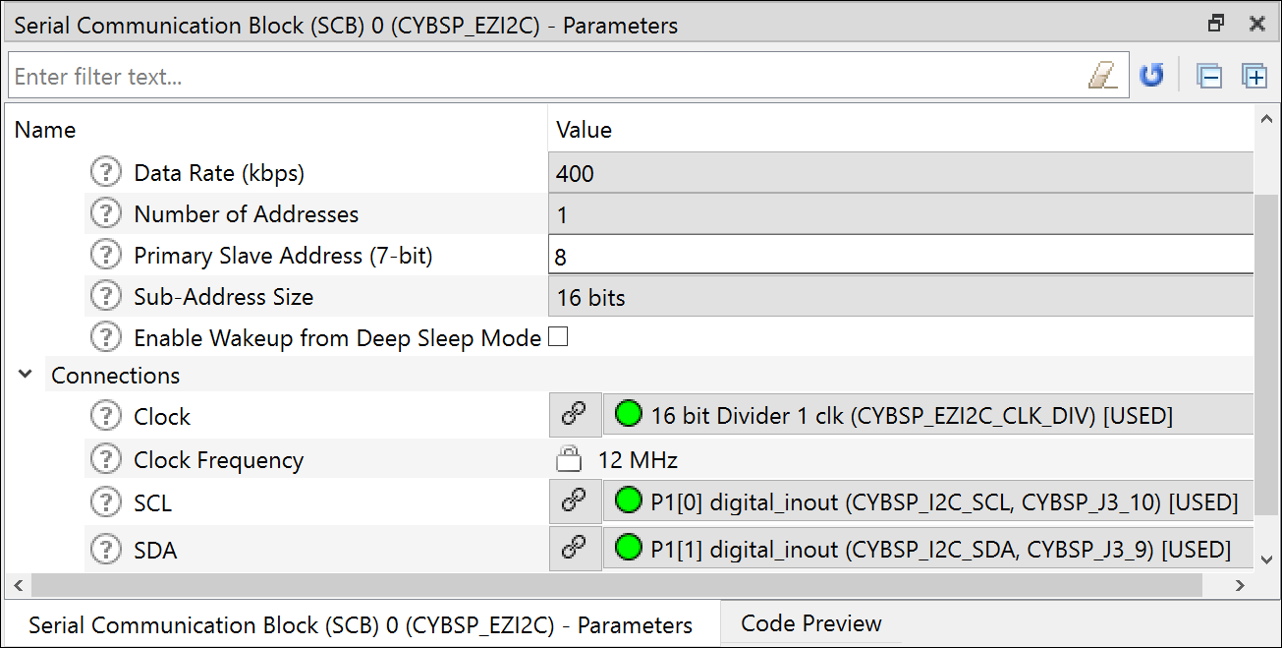 Serial Communication Block (SCB) 0 (CYBSP_EZI2C) - Parameters
Enter filter text...
Name Value
Data Rate (kbps) 400
Number of Addresses 1
Primary Slave Address (7-bit) 8
Sub-Address Size 16 bits
Enable Wakeup from Deep Sleep Mode
Connections
Clock 16 bit Divider 1 clk (CYBSP_EZI2C_CLK_DIV) [USED]
Clock Frequency 12 MHz
SCL P1[0] digital_inout (CYBSP_I2C_SCL, CYBSP_J3_10) [USED]
SDA P1[1] digital_inout (CYBSP_I2C_SDA, CYBSP_J3_9) [USED]
Serial Communication Block (SCB) 0 (CYBSP_EZI2C) - Parameters Code Preview